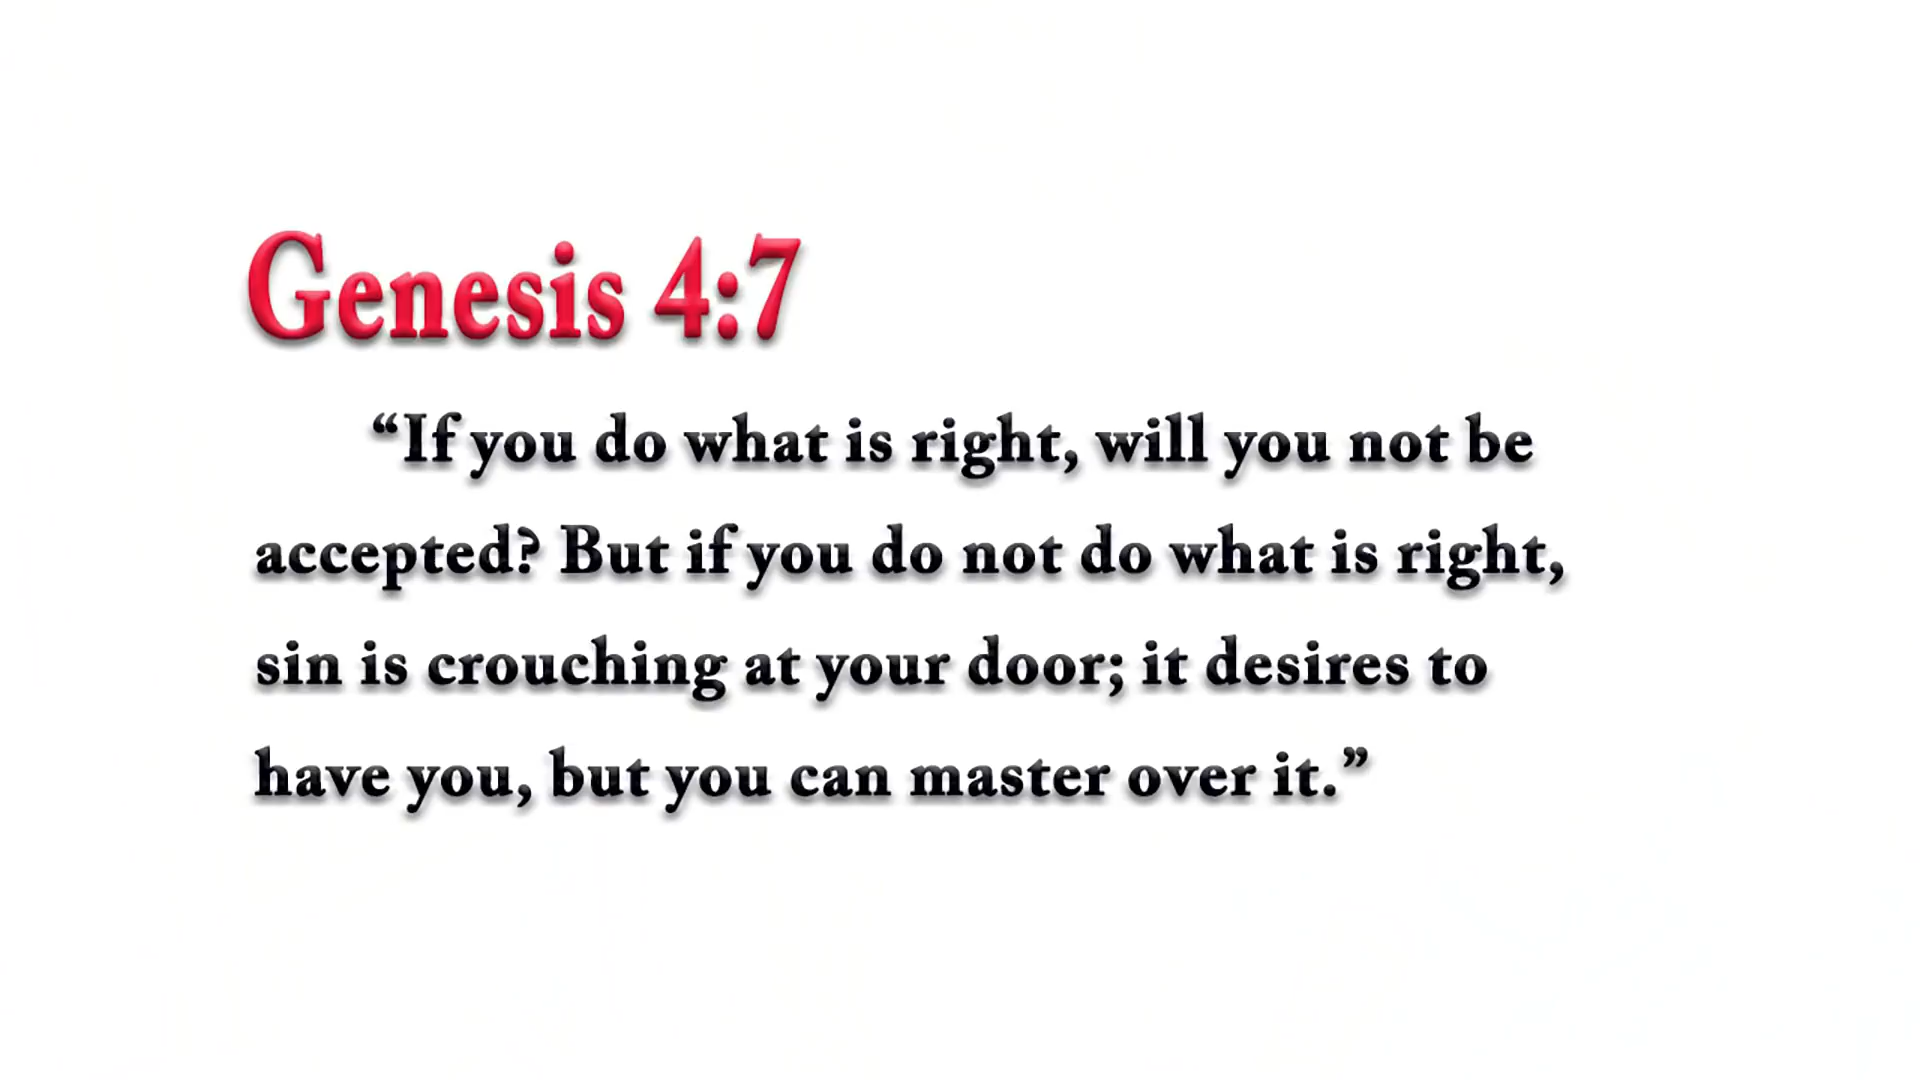 Genesis 4:7
“If you do what is right, will you not be
accepted? But if you do not do what is right,
sin is crouching at your door; it desires to
have you, but you can master over it.”